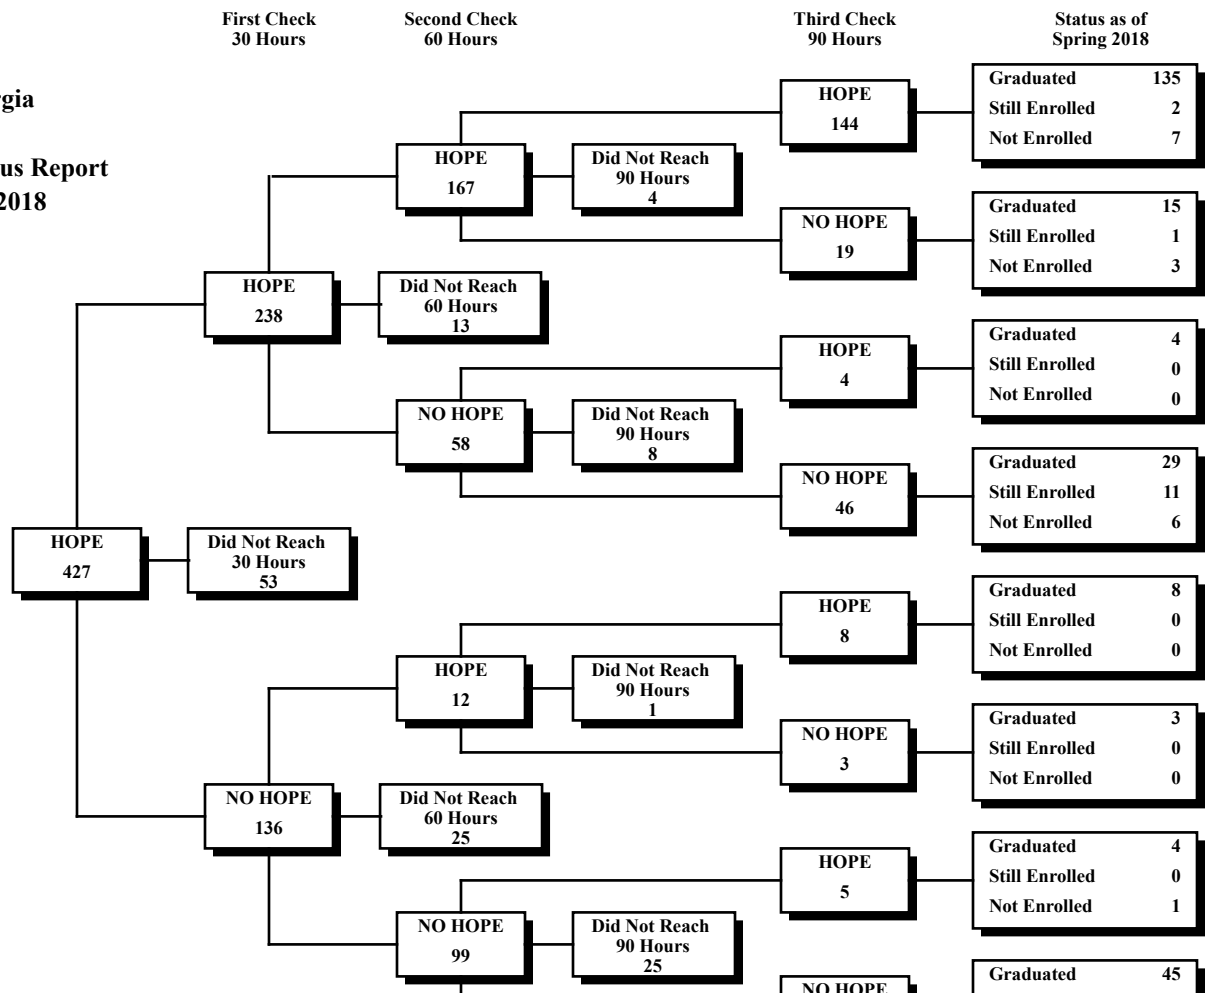 First Check
30 Hours
Second Check
60 Hours
Third Check
90 Hours
Status as of
Spring 2018
Report
2018
HOPE
144
Graduated 135
Still Enrolled 2
Not Enrolled 7
HOPE
167
Did Not Reach
90 Hours
4
NO HOPE
19
Graduated 15
Still Enrolled 1
Not Enrolled 3
HOPE
238
Did Not Reach
60 Hours
13
HOPE
4
Graduated 4
Still Enrolled 0
Not Enrolled 0
NO HOPE
58
Did Not Reach
90 Hours
8
NO HOPE
46
Graduated 29
Still Enrolled 11
Not Enrolled 6
HOPE
427
Did Not Reach
30 Hours
53
HOPE
8
Graduated 8
Still Enrolled 0
Not Enrolled 0
HOPE
12
Did Not Reach
90 Hours
1
NO HOPE
3
Graduated 3
Still Enrolled 0
Not Enrolled 0
NO HOPE
136
Did Not Reach
60 Hours
25
HOPE
5
Graduated 4
Still Enrolled 0
Not Enrolled 1
NO HOPE
99
Did Not Reach
90 Hours
25
NO HOPE
Graduated 45